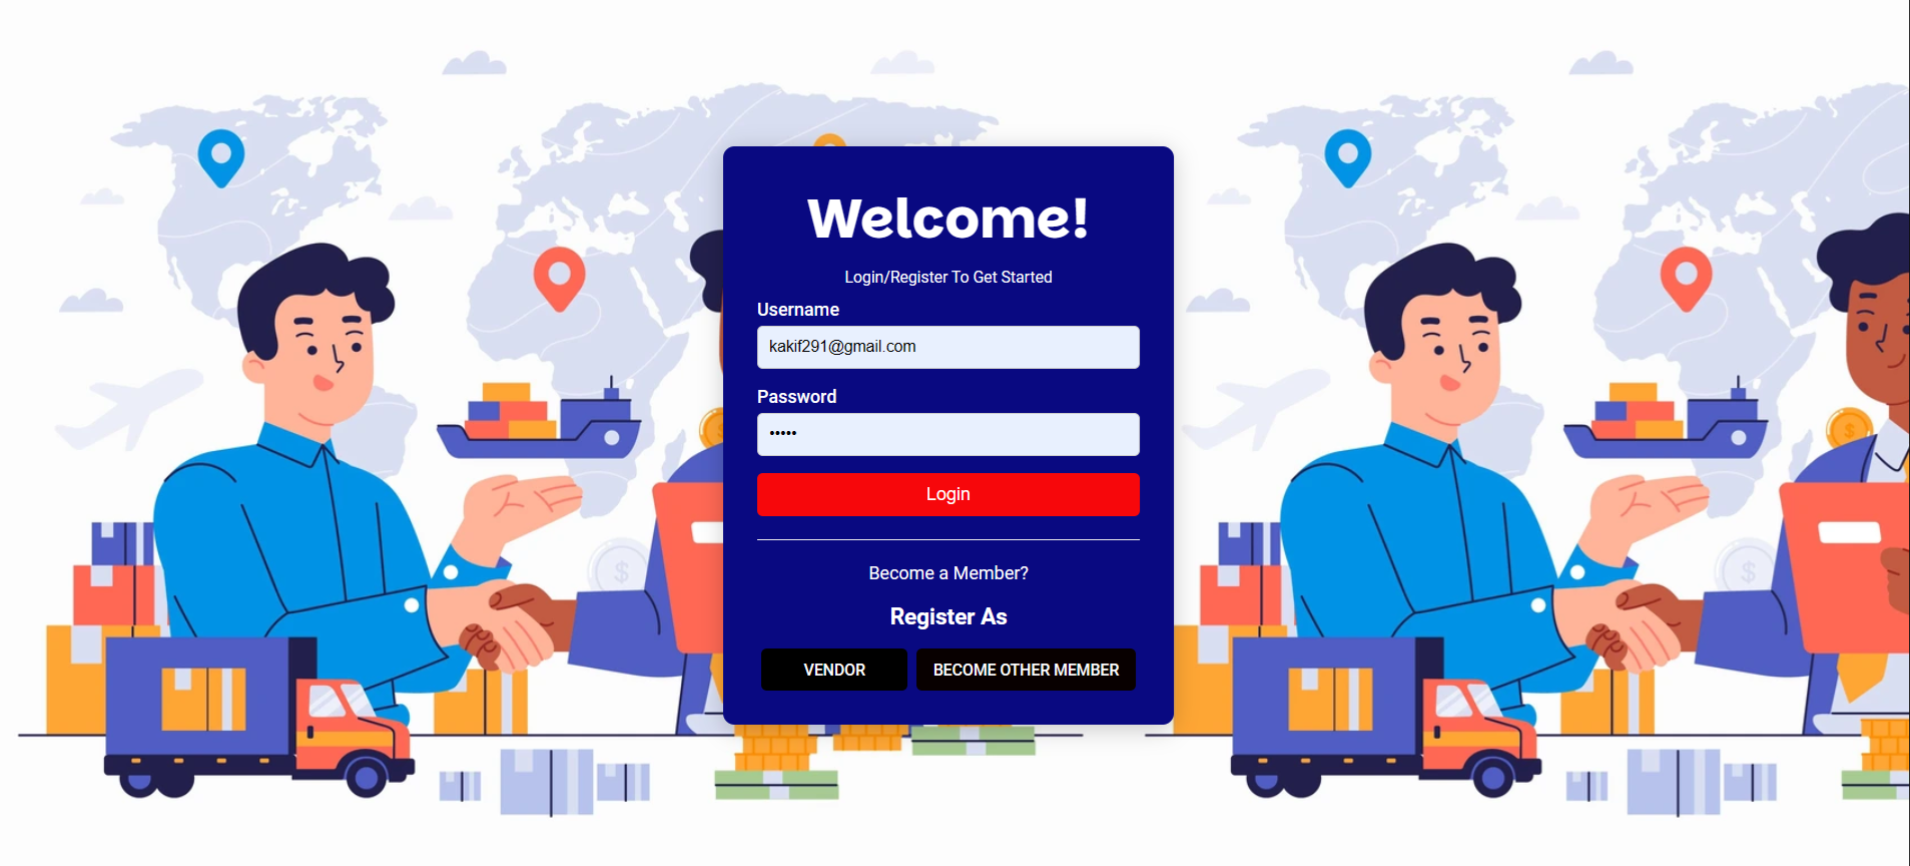 Welcome!
Login/Register To Get Started
Username
kakif291@gmail.com
Password
•••••
Login
Become a Member?
Register As
VENDOR
BECOME OTHER MEMBER
$
$
$
$